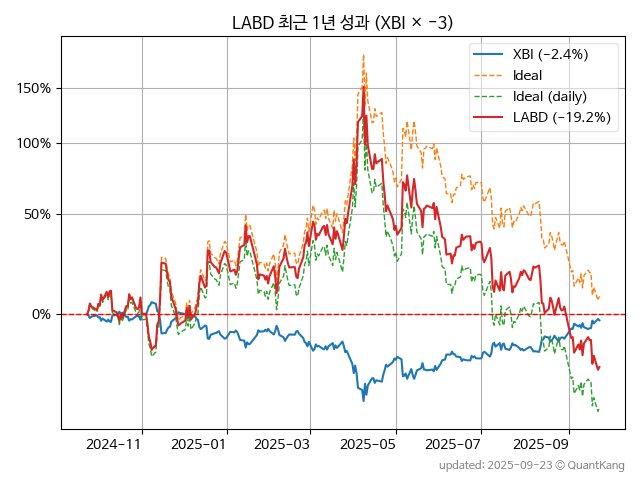 LABD 최근 1년 성과 (XBI × −3)
XBI (−2.4%)
Ideal
Ideal (daily)
LABD (−19.2%)
150%
100%
50%
0%
2024−11
2025−01
2025−03
2025−05
2025−07
2025−09
updated: 2025−09−23 © QuantKang